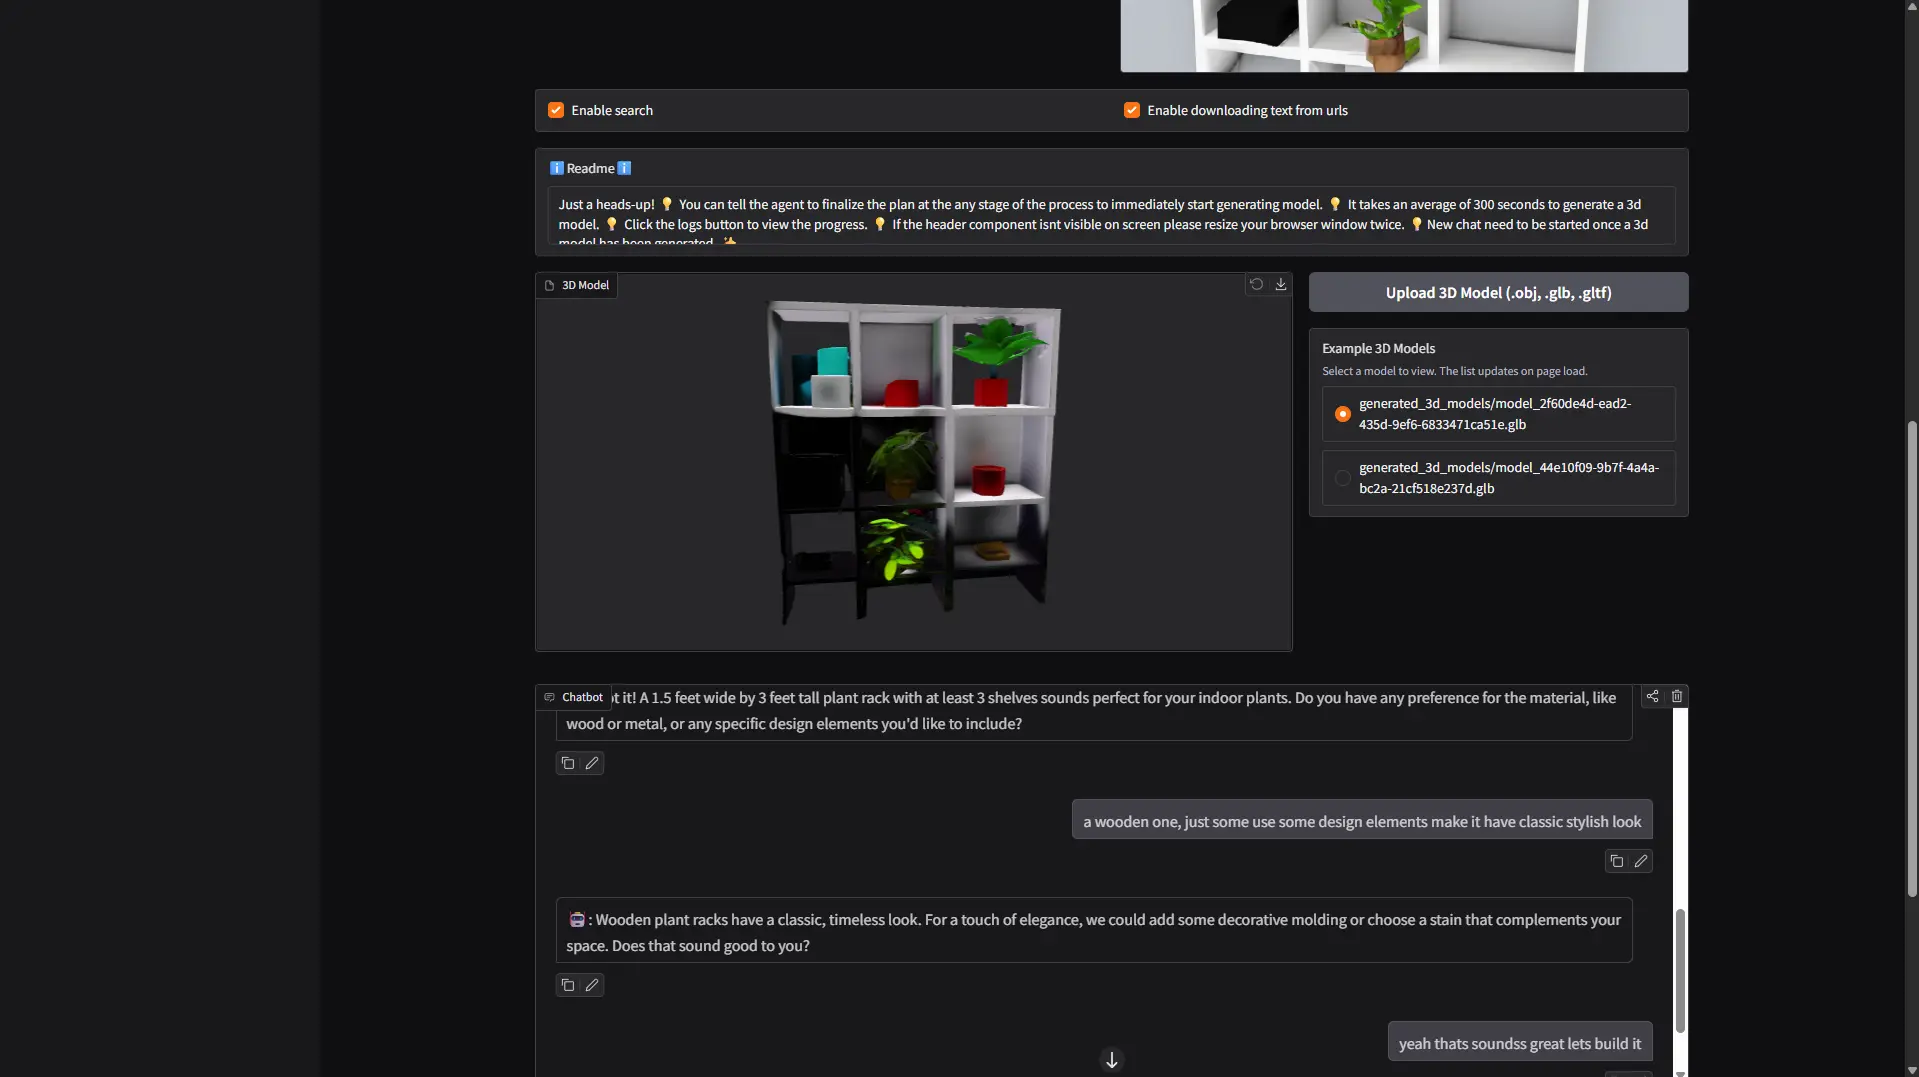 Enable search
Enable downloading text from urls
Readme
Just a heads-up! 💡 You can tell the agent to finalize the plan at the any stage of the process to immediately start generating model. 💡 It takes an average of 300 seconds to generate a 3d
model. 💡 Click the logs button to view the progress. 💡 If the header component isnt visible on screen please resize your browser window twice. 💡 New chat need to be started once a 3d
model has been generated.
3D Model
Upload 3D Model (.obj, .glb, .gltf)
Example 3D Models
Select a model to view. The list updates on page load.
generated_3d_models/model_2f60de4d-ead2-
435d-9ef6-6833471ca51e.glb
generated_3d_models/model_44e10f09-9b7f-4a4a-
bc2a-21cf518e237d.glb
Chatbot
it! A 1.5 feet wide by 3 feet tall plant rack with at least 3 shelves sounds perfect for your indoor plants. Do you have any preference for the material, like
wood or metal, or any specific design elements you'd like to include?
a wooden one, just some use some design elements make it have classic stylish look
: Wooden plant racks have a classic, timeless look. For a touch of elegance, we could add some decorative molding or choose a stain that complements your
space. Does that sound good to you?
yeah thats soundss great lets build it